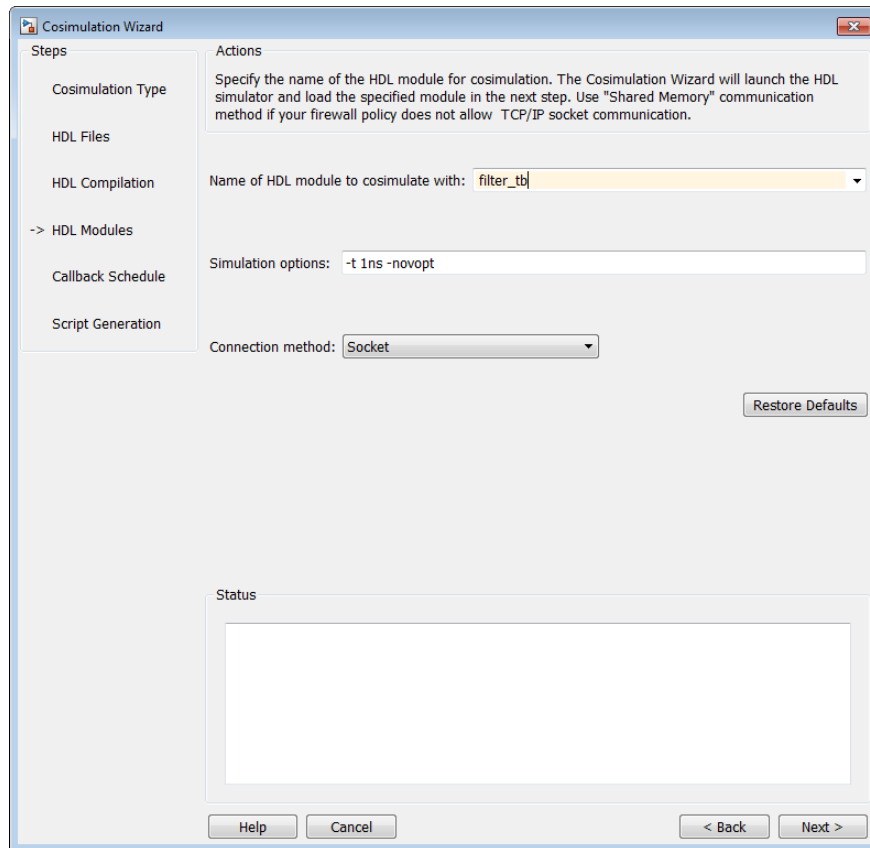 Cosimulation Wizard
Steps
Cosimulation Type
HDL Files
HDL Compilation
-> HDL Modules
Callback Schedule
Script Generation
Actions
Specify the name of the HDL module for cosimulation. The Cosimulation Wizard will launch the HDL
simulator and load the specified module in the next step. Use "Shared Memory" communication
method if your firewall policy does not allow TCP/IP socket communication.
Name of HDL module to cosimulate with: filter_tb
Simulation options: -t 1ns -novopt
Connection method: Socket
Restore Defaults
Status
Help Cancel < Back Next >